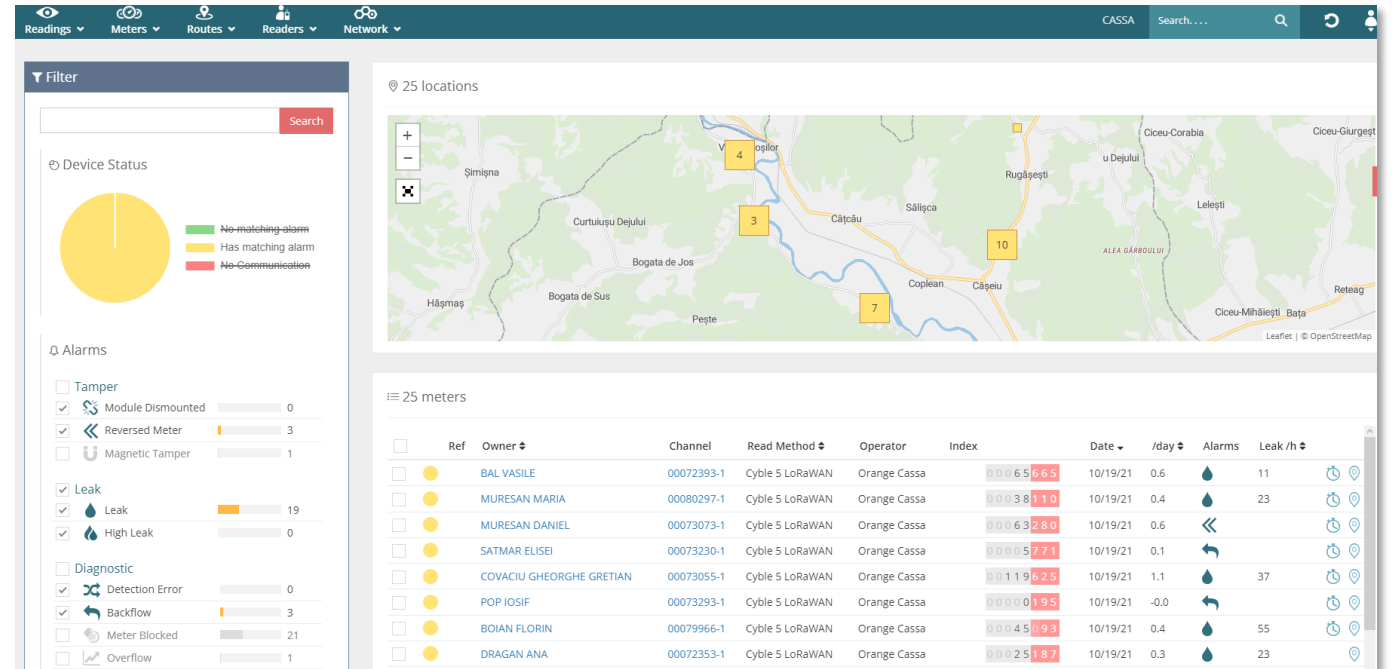 Readings Meters Routes Readers Network CASSA Search....
Filter
Search
Device Status
No matching alarm
Has matching alarm
No Communication
Alarms
Tamper
Module Dismounted 0
Reversed Meter 3
Magnetic Tamper 1
Leak
Leak 19
High Leak 0
Diagnostic
Detection Error 0
Backflow 3
Meter Blocked 21
Overflow 1
25 locations
+
−
4
3
10
7
Șimișna
Curtuiușu Dejului
Bogata de Jos
Bogata de Sus
Hășmaș
Pește
Câțcău
Sălișca
Coplean
Cășeiu
Rugășești
u Dejului
Ciceu-Corabia
Ciceu-Giurgești
Lelești
ALEA GÂRBOULUI
Reteag
Ciceu-Mihăiești
Bața
Leaflet | © OpenStreetMap
25 meters
Ref Owner Channel Read Method Operator Index Date /day Alarms Leak /h
BAL VASILE 00072393-1 Cyble 5 LoRaWAN Orange Cassa 00065665 10/19/21 0.6 11
MURESAN MARIA 00080297-1 Cyble 5 LoRaWAN Orange Cassa 00038110 10/19/21 0.4 23
MURESAN DANIEL 00073073-1 Cyble 5 LoRaWAN Orange Cassa 00063280 10/19/21 0.6
SATMAR ELISEI 00073230-1 Cyble 5 LoRaWAN Orange Cassa 00005771 10/19/21 0.1
COVACIU GHEORGHE GRETIAN 00073055-1 Cyble 5 LoRaWAN Orange Cassa 00119625 10/19/21 1.1 37
POP IOSIF 00073293-1 Cyble 5 LoRaWAN Orange Cassa 00000195 10/19/21 -0.0
BOIAN FLORIN 00079966-1 Cyble 5 LoRaWAN Orange Cassa 00045093 10/19/21 0.4 55
DRAGAN ANA 00072353-1 Cyble 5 LoRaWAN Orange Cassa 00025187 10/19/21 0.3 23